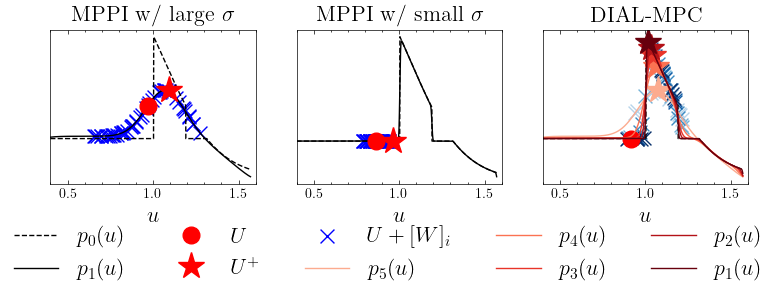 MPPI w/ large σ MPPI w/ small σ DIAL-MPC
0.5 1.0 1.5 0.5 1.0 1.5 0.5 1.0 1.5
u u u
p₀(u) U U + [W]ᵢ p₄(u) p₂(u)
p₁(u) U⁺ p₅(u) p₃(u) p₁(u)